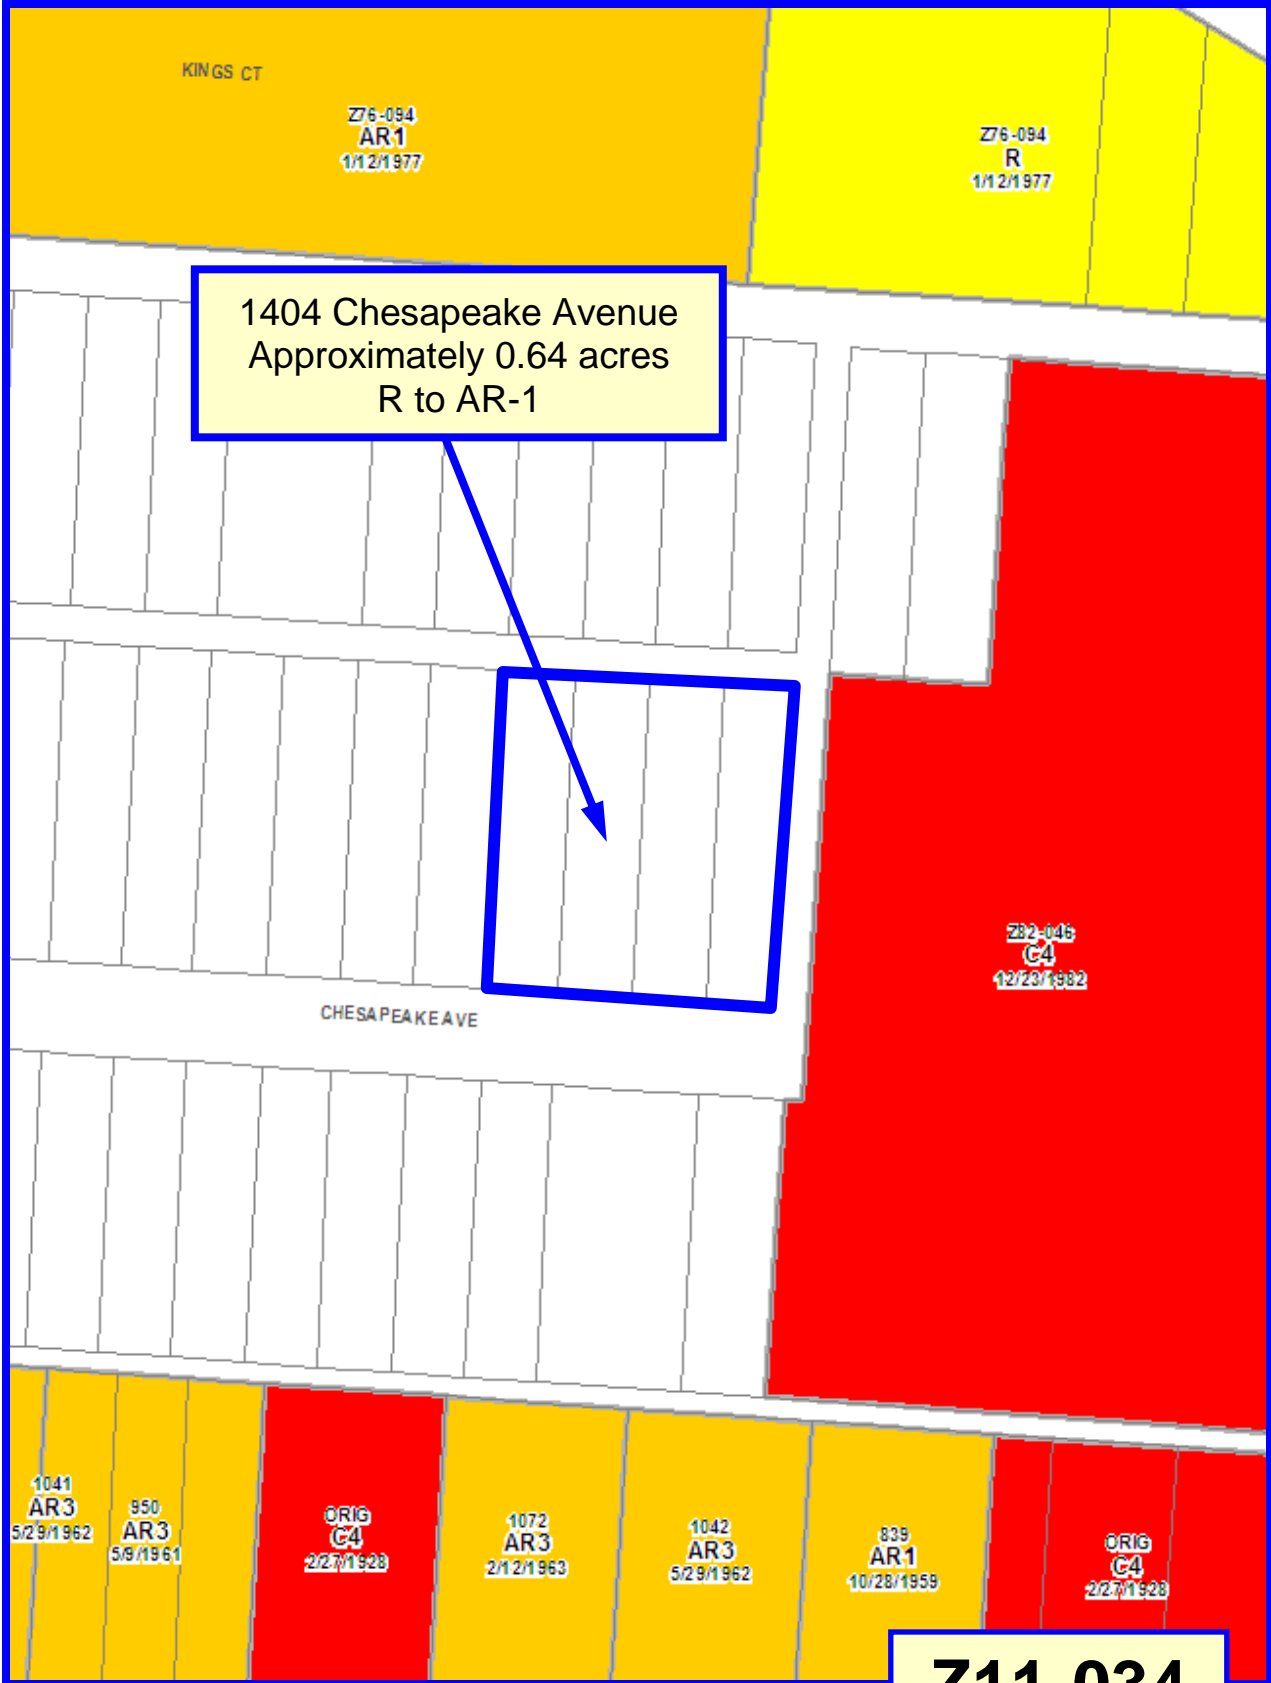 KINGS CT
Z76-094
AR1
1/12/1977
Z76-094
R
1/12/1977
1404 Chesapeake Avenue
Approximately 0.64 acres
R to AR-1
Z82-046
C4
12/23/1982
CHESAPEAKE AVE
1041
AR3
5/29/1962
950
AR3
5/9/1961
ORIG
C4
2/27/1928
1072
AR3
2/12/1963
1042
AR3
5/29/1962
839
AR1
10/28/1959
ORIG
C4
2/27/1928
Z11-034